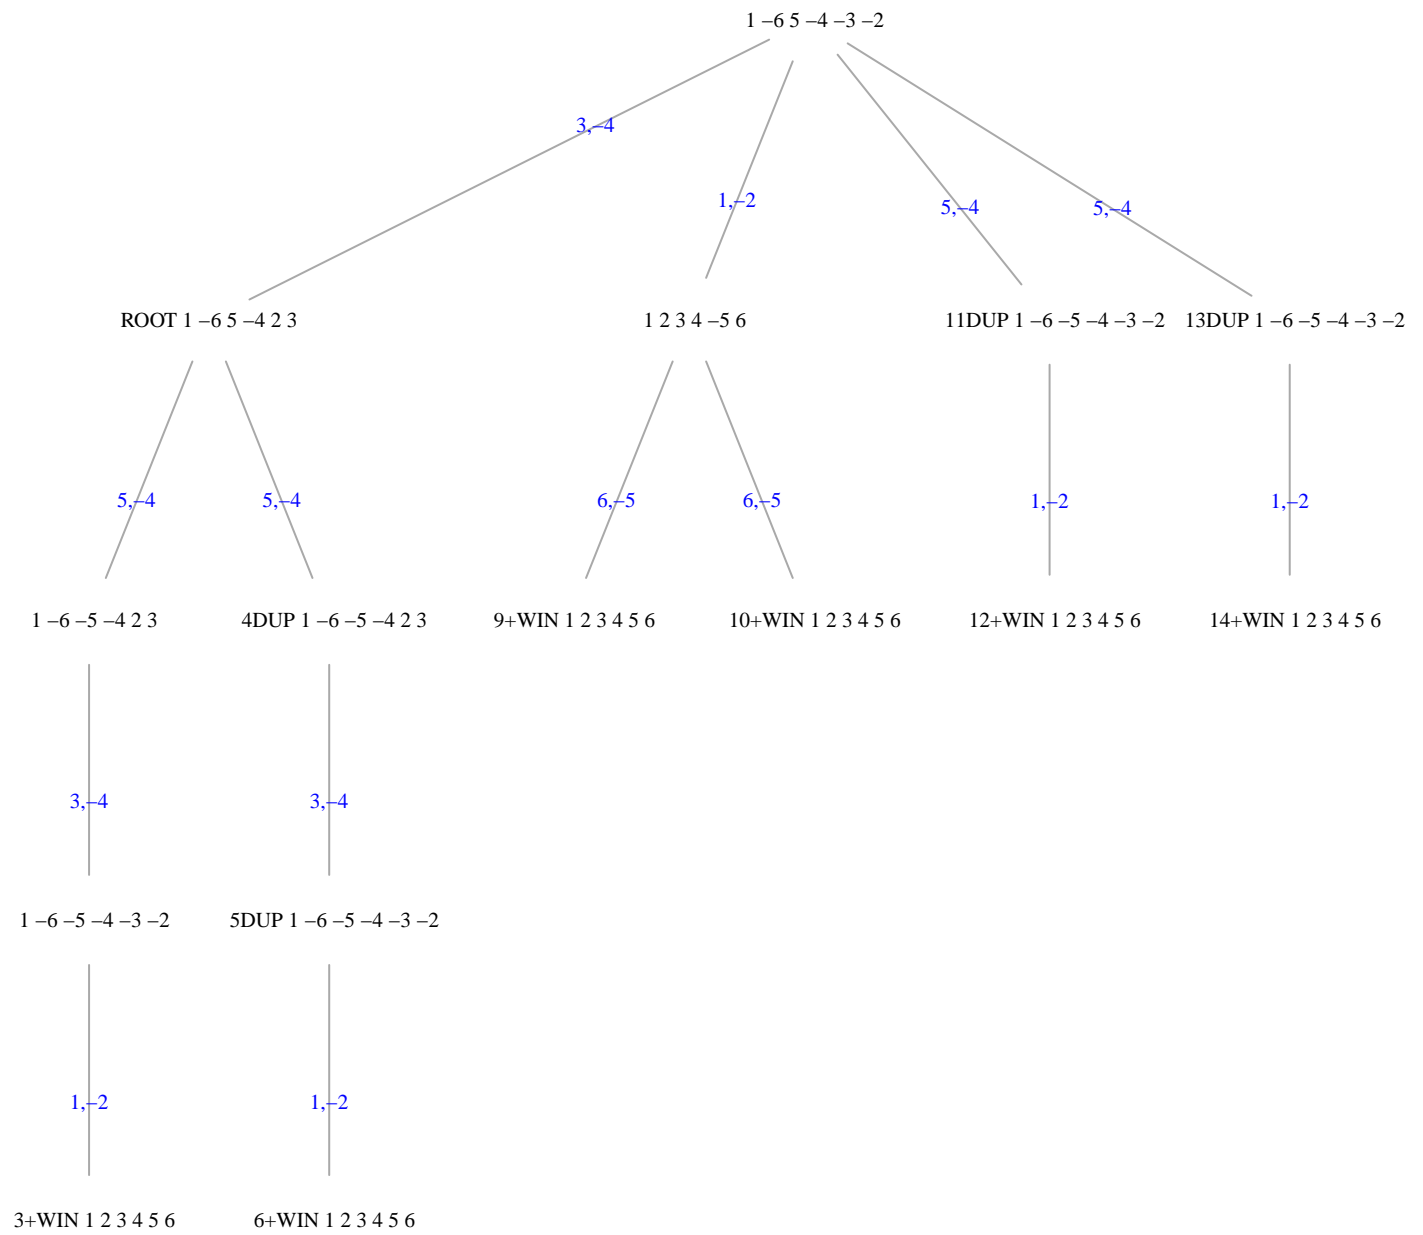 1 –6 5 –4 –3 –2
3,–4
1,–2
5,–4
5,–4
ROOT 1 –6 5 –4 2 3
1 2 3 4 –5 6
11DUP 1 –6 –5 –4 –3 –2
13DUP 1 –6 –5 –4 –3 –2
5,–4
5,–4
6,–5
6,–5
1,–2
1,–2
1 –6 –5 –4 2 3
4DUP 1 –6 –5 –4 2 3
9+WIN 1 2 3 4 5 6
10+WIN 1 2 3 4 5 6
12+WIN 1 2 3 4 5 6
14+WIN 1 2 3 4 5 6
3,–4
3,–4
1 –6 –5 –4 –3 –2
5DUP 1 –6 –5 –4 –3 –2
1,–2
1,–2
3+WIN 1 2 3 4 5 6
6+WIN 1 2 3 4 5 6